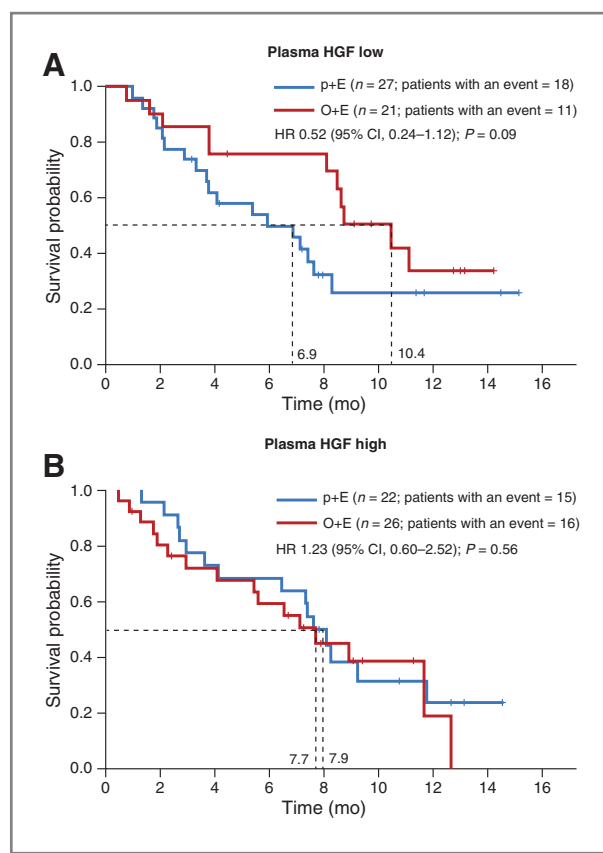 Plasma HGF low
A
p+E (n = 27; patients with an event = 18)
O+E (n = 21; patients with an event = 11)
HR 0.52 (95% CI, 0.24–1.12); P = 0.09
Survival probability
1.0
0.8
0.6
0.4
0.2
0.0
6.9
10.4
0 2 4 6 8 10 12 14 16
Time (mo)
Plasma HGF high
B
p+E (n = 22; patients with an event = 15)
O+E (n = 26; patients with an event = 16)
HR 1.23 (95% CI, 0.60–2.52); P = 0.56
Survival probability
1.0
0.8
0.6
0.4
0.2
0.0
7.7
7.9
0 2 4 6 8 10 12 14 16
Time (mo)